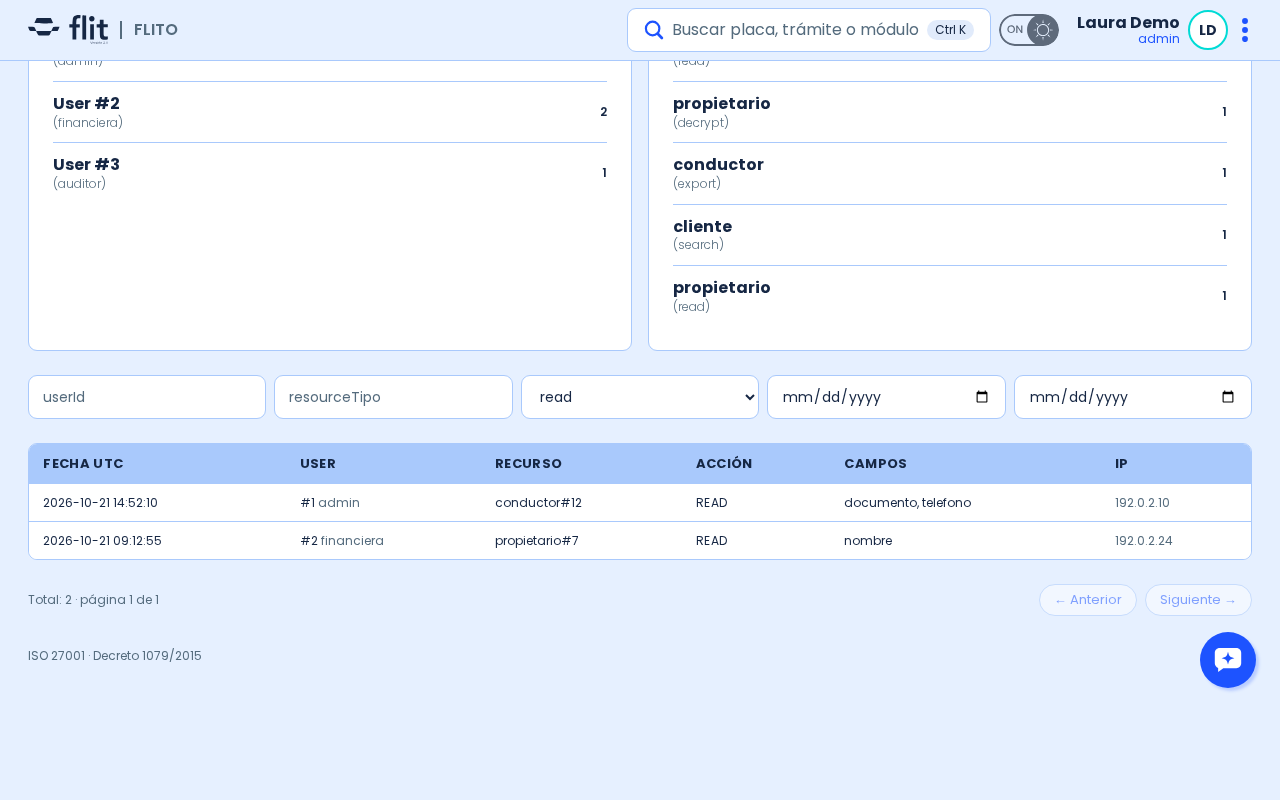 flit
FLITO
Buscar placa, trámite o módulo
Ctrl K
ON
Laura Demo
admin
LD
(admin)
User #2
(financiera)
2
User #3
(auditor)
1
(read)
propietario
(decrypt)
1
conductor
(export)
1
cliente
(search)
1
propietario
(read)
1
userId
resourceTipo
read
mm/dd/yyyy
mm/dd/yyyy
FECHA UTC USER RECURSO ACCIÓN CAMPOS IP
2026-10-21 14:52:10 #1 admin conductor#12 READ documento, telefono 192.0.2.10
2026-10-21 09:12:55 #2 financiera propietario#7 READ nombre 192.0.2.24
Total: 2 · página 1 de 1
← Anterior
Siguiente →
ISO 27001 · Decreto 1079/2015